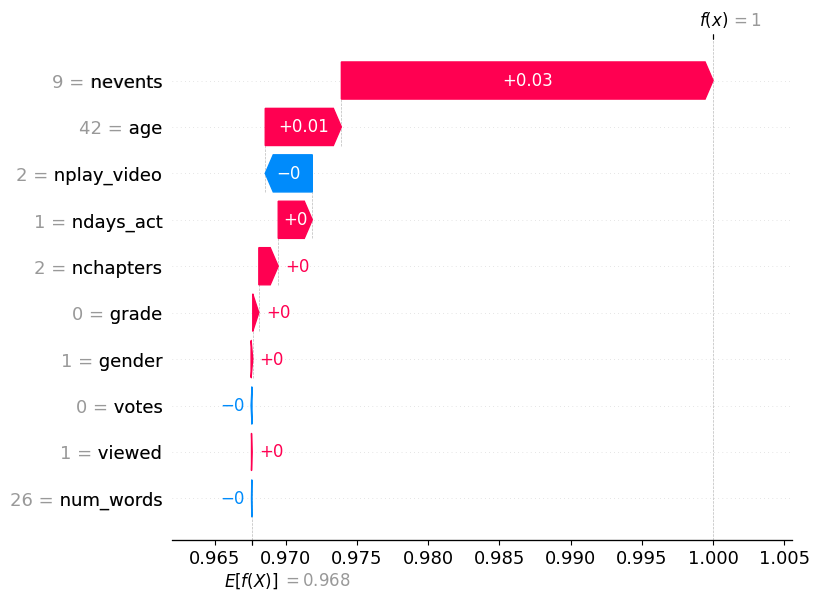 f(x) = 1
9 = nevents +0.03
42 = age +0.01
2 = nplay_video −0
1 = ndays_act +0
2 = nchapters +0
0 = grade +0
1 = gender +0
0 = votes −0
1 = viewed +0
26 = num_words −0
0.965 0.970 0.975 0.980 0.985 0.990 0.995 1.000 1.005
E[f(X)] = 0.968